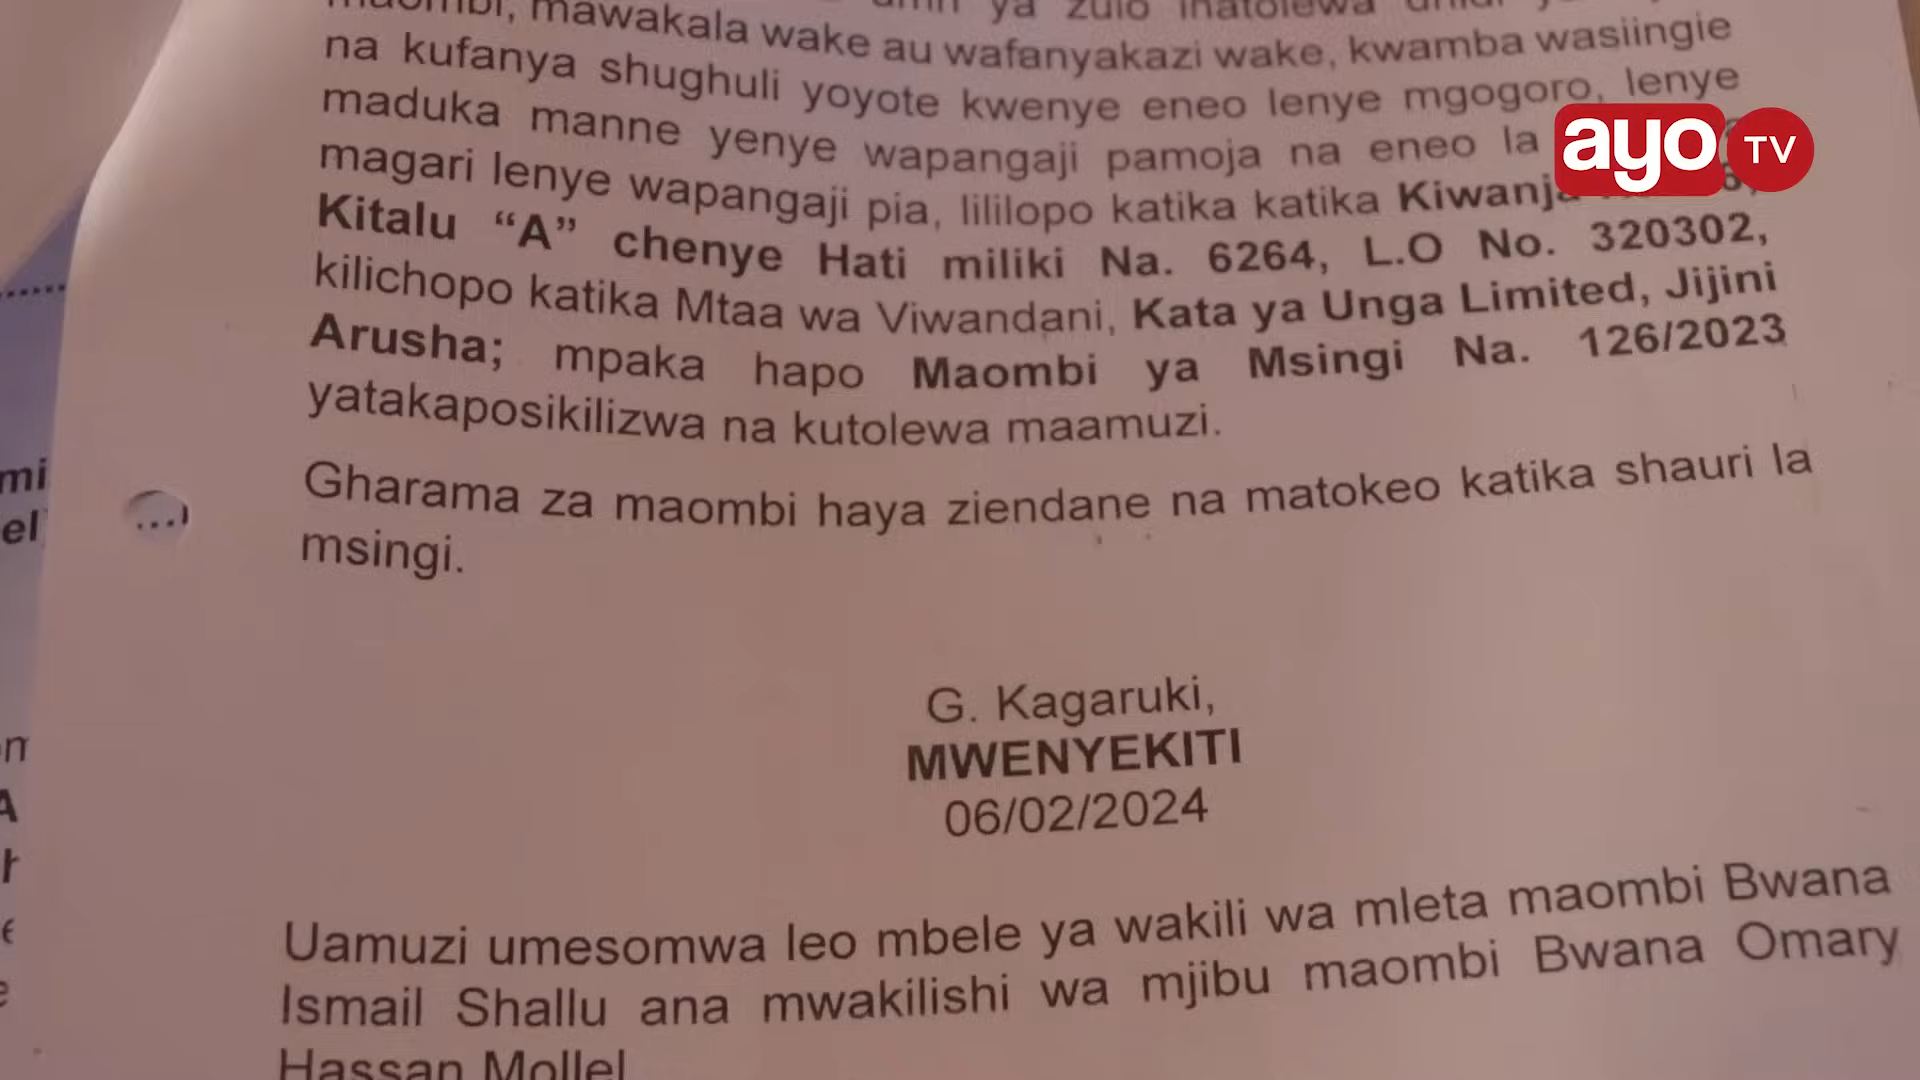 ya zulo inatolewa
mawakala wake au wafanyakazi wake, kwamba wasiingie
na kufanya shughuli yoyote kwenye eneo lenye mgogoro, lenye
maduka manne yenye wapangaji pamoja na eneo la
magari lenye wapangaji pia, lililopo katika katika Kiwanja
Kitalu “A” chenye Hati miliki Na. 6264, L.O No. 320302,
kilichopo katika Mtaa wa Viwandani, Kata ya Unga Limited, Jijini
Arusha; mpaka hapo Maombi ya Msingi Na. 126/2023
yatakaposikilizwa na kutolewa maamuzi.
Gharama za maombi haya ziendane na matokeo katika shauri la
msingi.
G. Kagaruki,
MWENYEKITI
06/02/2024
Uamuzi umesomwa leo mbele ya wakili wa mleta maombi Bwana
Ismail Shallu ana mwakilishi wa mjibu maombi Bwana Omary
Hassan Mollel
ayo TV
mi
el